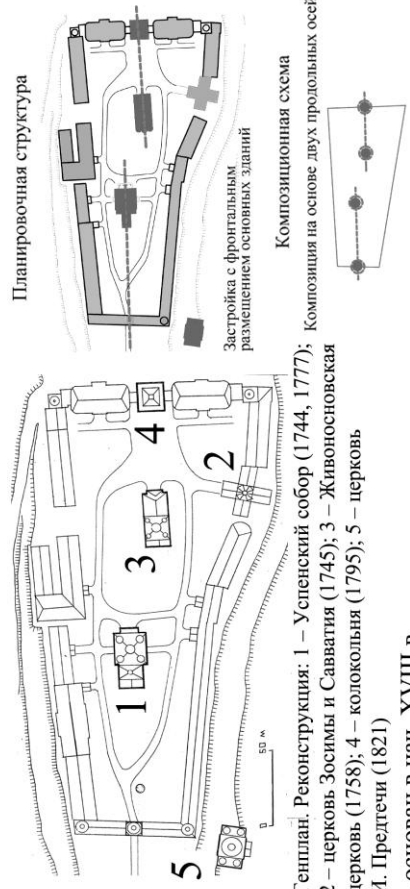 Планировочная структура
Застройка с фронтальным
размещением основных зданий
Композиционная схема
Композиция на основе двух продольных осей
1
2
3
4
5
Генплан. Реконструкция: 1 – Успенский собор (1744, 1777);
2 – церковь Зосимы и Савватия (1745); 3 – Живоносновская
церковь (1758); 4 – колокольня (1795); 5 – церковь
И. Предтечи (1821)